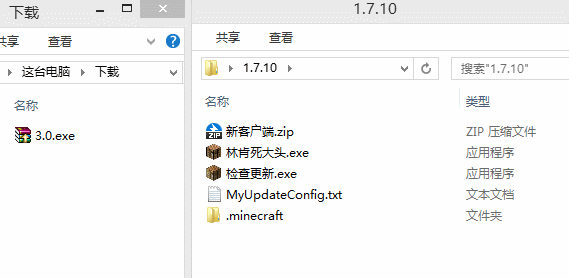 下载
共享
查看
这台电脑
下载
名称
3.0.exe
1.7.10
共享
查看
1.7.10
搜索"1.7.10"
名称
类型
新客户端.zip
ZIP 压缩文件
林肯死大头.exe
应用程序
检查更新.exe
应用程序
MyUpdateConfig.txt
文本文档
.minecraft
文件夹